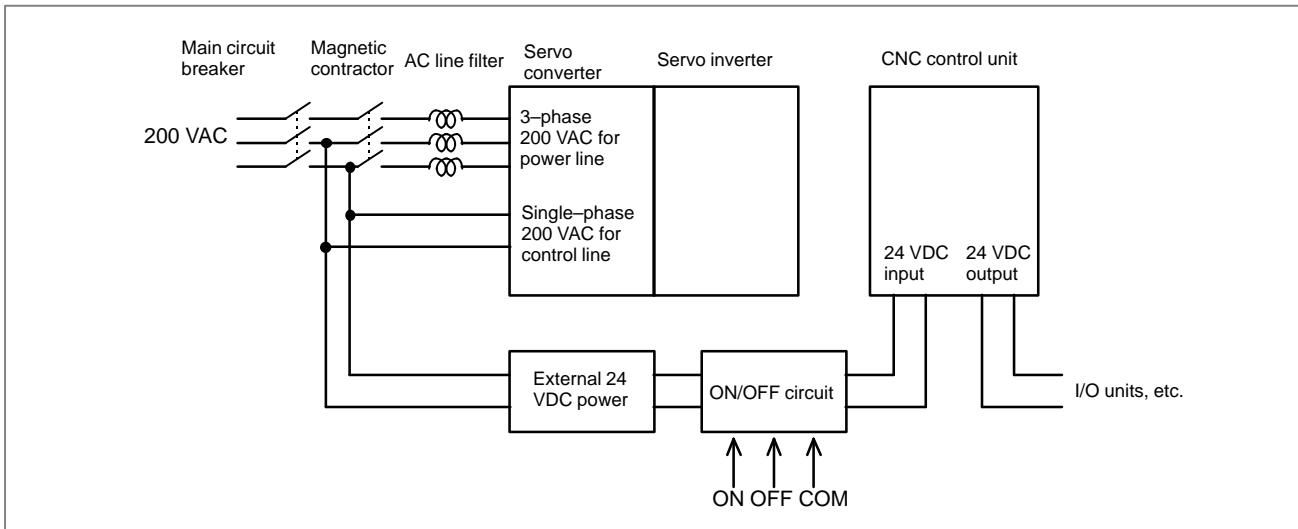 Main circuit
breaker
Magnetic
contractor
AC line filter
Servo
converter
Servo inverter
CNC control unit
200 VAC
3–phase
200 VAC for
power line
Single–phase
200 VAC for
control line
24 VDC
input
24 VDC
output
External 24
VDC power
ON/OFF circuit
I/O units, etc.
ON OFF COM